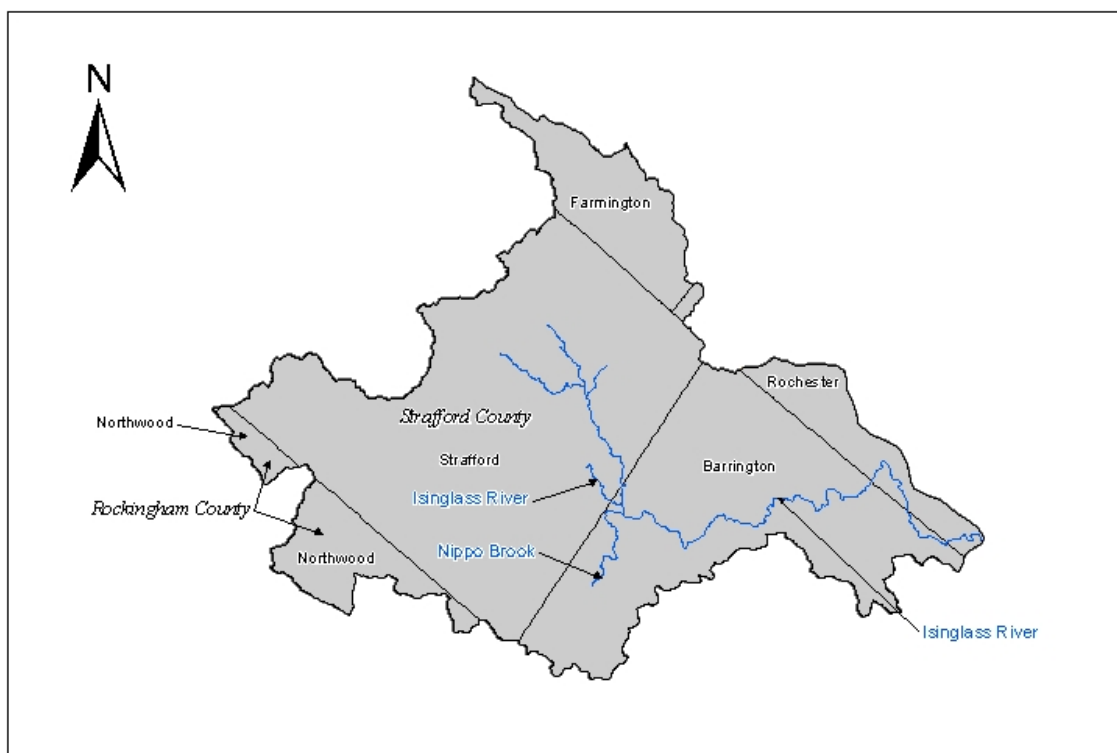 N
Farmington
Rochester
Strafford County
Northwood
Strafford
Barrington
Isinglass River
Rockingham County
Nippo Brook
Northwood
Isinglass River